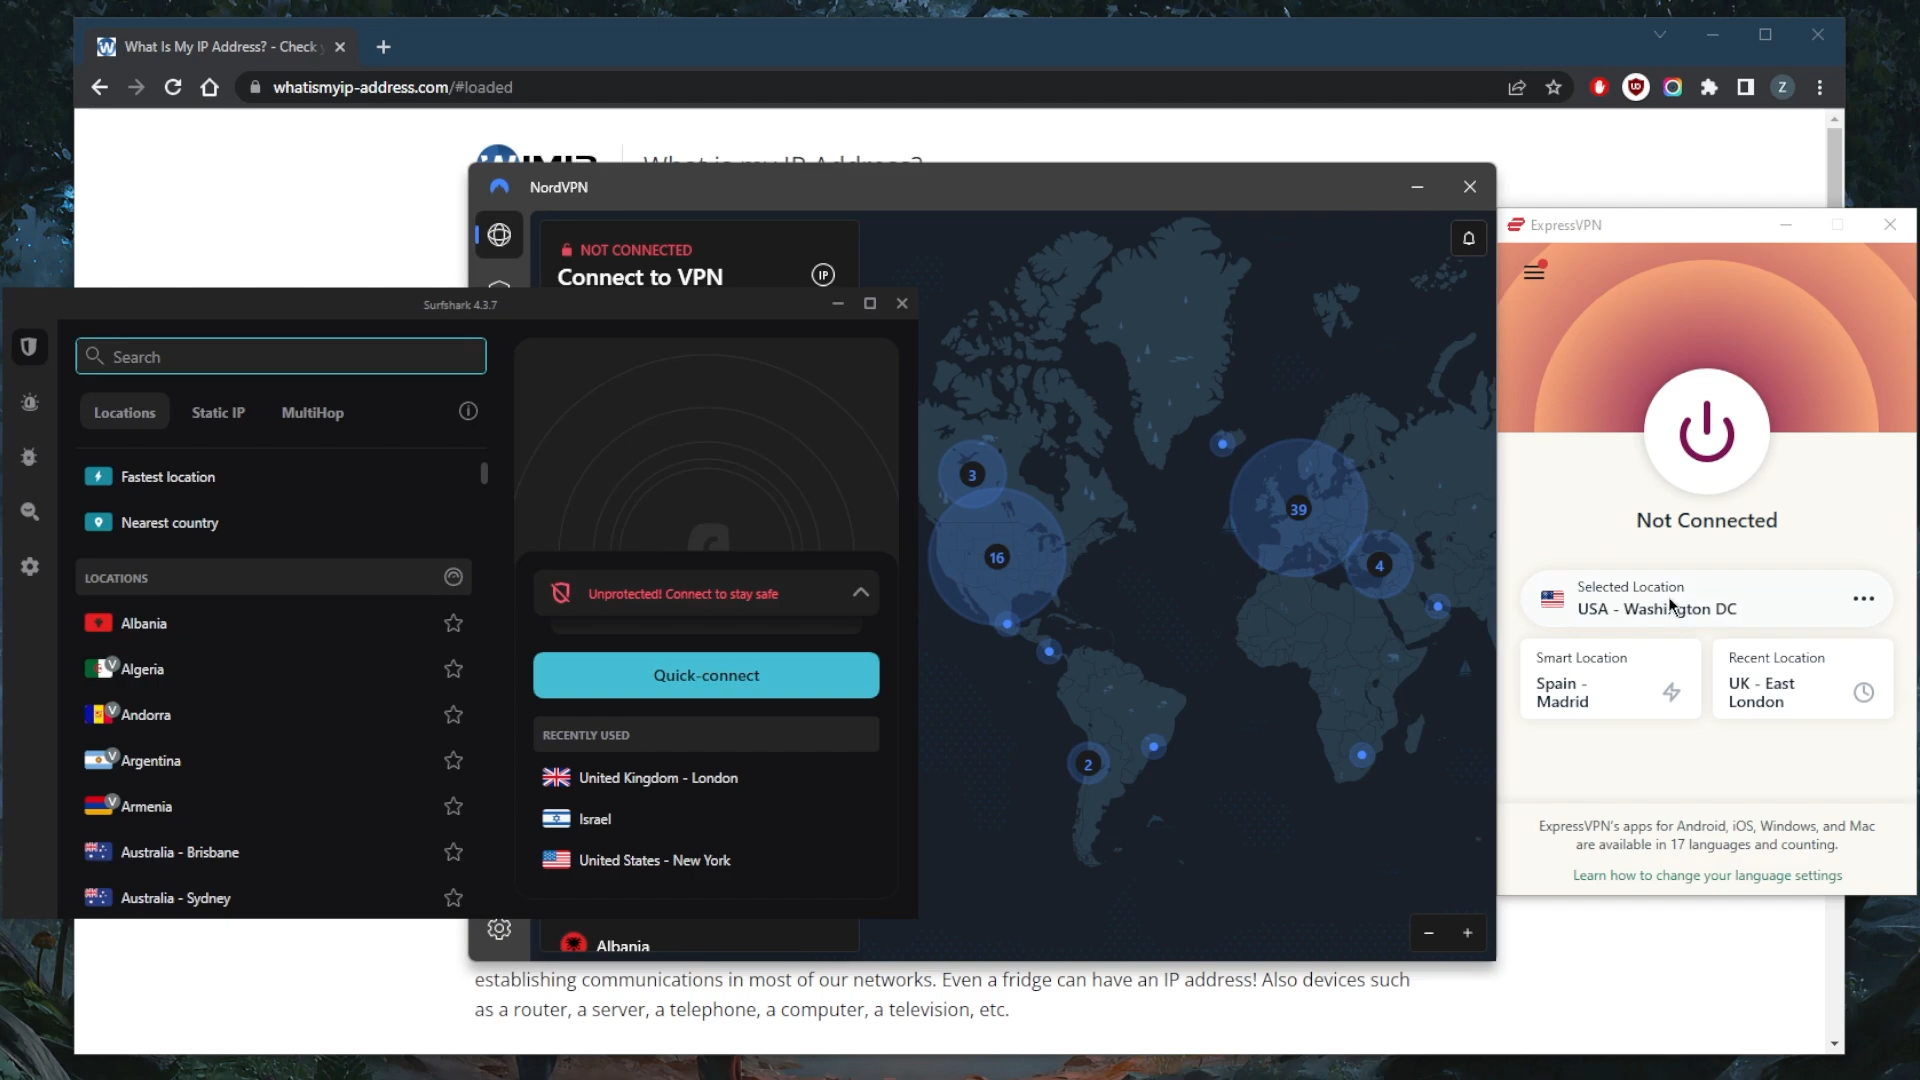 What Is My IP Address? - Check
whatismyip-address.com/#loaded
Z
What is my IP Address?
NordVPN
NOT CONNECTED
Connect to VPN
IP
3
16
39
4
2
Albania
Surfshark 4.3.7
Search
Locations
Static IP
MultiHop
Fastest location
Nearest country
LOCATIONS
Albania
V
Algeria
V
Andorra
V
Argentina
V
Armenia
Australia - Brisbane
Australia - Sydney
Unprotected! Connect to stay safe
Quick-connect
RECENTLY USED
United Kingdom - London
Israel
United States - New York
ExpressVPN
Not Connected
Selected Location
USA - Washington DC
Smart Location
Spain -
Madrid
Recent Location
UK - East
London
ExpressVPN's apps for Android, iOS, Windows, and Mac
are available in 17 languages and counting.
Learn how to change your language settings
establishing communications in most of our networks. Even a fridge can have an IP address! Also devices such
as a router, a server, a telephone, a computer, a television, etc.